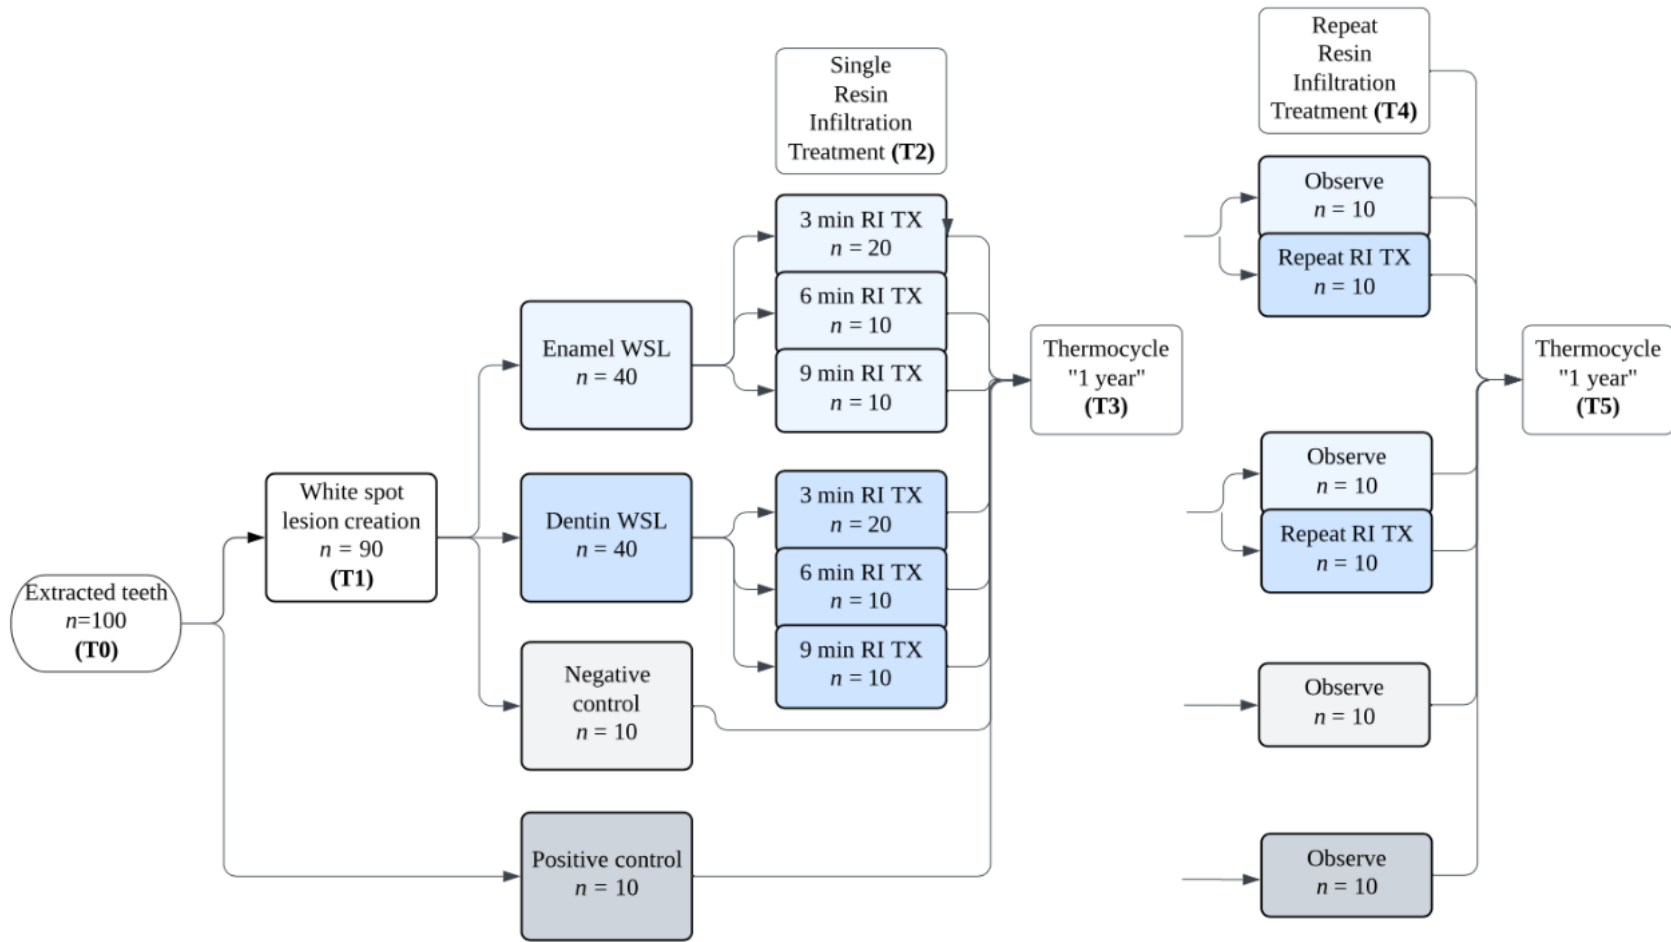 Extracted teeth
n=100
(T0)
White spot
lesion creation
n = 90
(T1)
Enamel WSL
n = 40
Dentin WSL
n = 40
Negative
control
n = 10
Positive control
n = 10
Single
Resin
Infiltration
Treatment (T2)
3 min RI TX
n = 20
6 min RI TX
n = 10
9 min RI TX
n = 10
3 min RI TX
n = 20
6 min RI TX
n = 10
9 min RI TX
n = 10
Thermocycle
"1 year"
(T3)
Repeat
Resin
Infiltration
Treatment (T4)
Observe
n = 10
Repeat RI TX
n = 10
Observe
n = 10
Repeat RI TX
n = 10
Observe
n = 10
Observe
n = 10
Thermocycle
"1 year"
(T5)